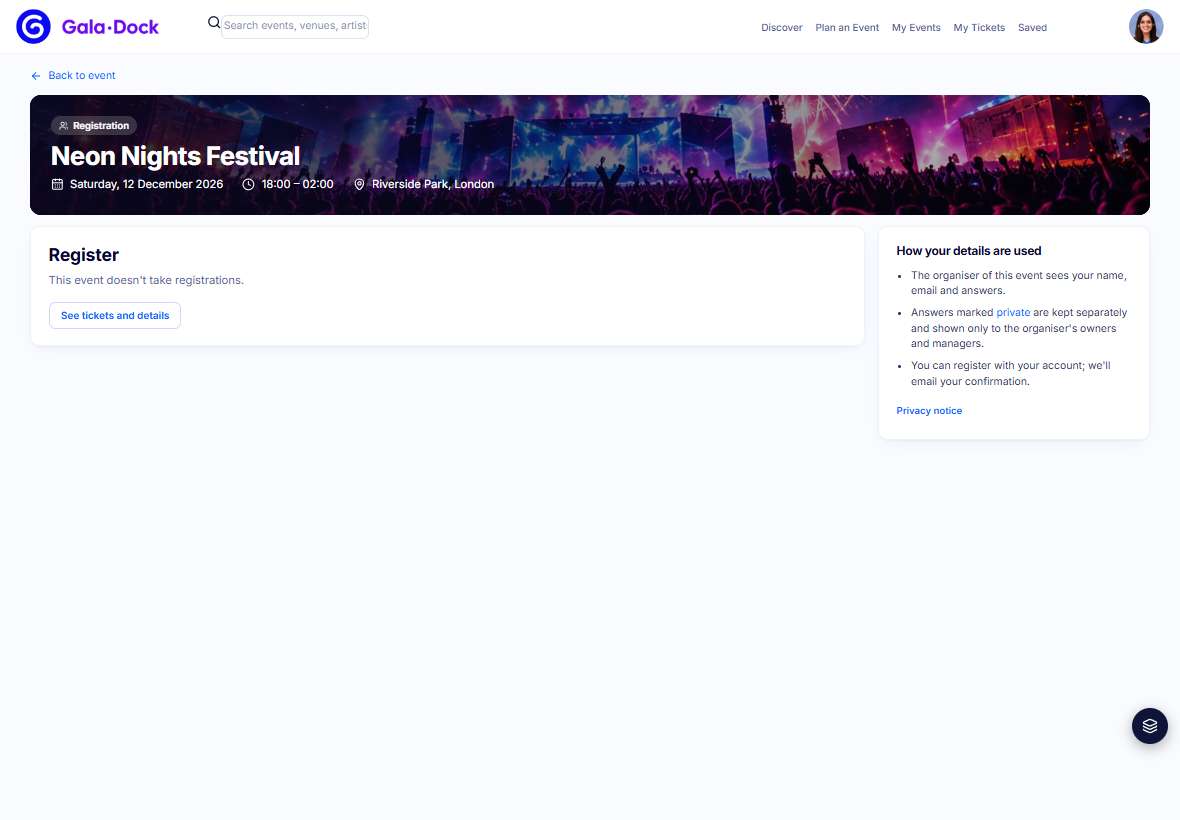 Gala·Dock
Search events, venues, artist
Discover
Plan an Event
My Events
My Tickets
Saved
Back to event
Registration
Neon Nights Festival
Saturday, 12 December 2026
18:00 – 02:00
Riverside Park, London
Register
This event doesn't take registrations.
See tickets and details
How your details are used
• The organiser of this event sees your name,
email and answers.
• Answers marked private are kept separately
and shown only to the organiser's owners
and managers.
• You can register with your account; we'll
email your confirmation.
Privacy notice